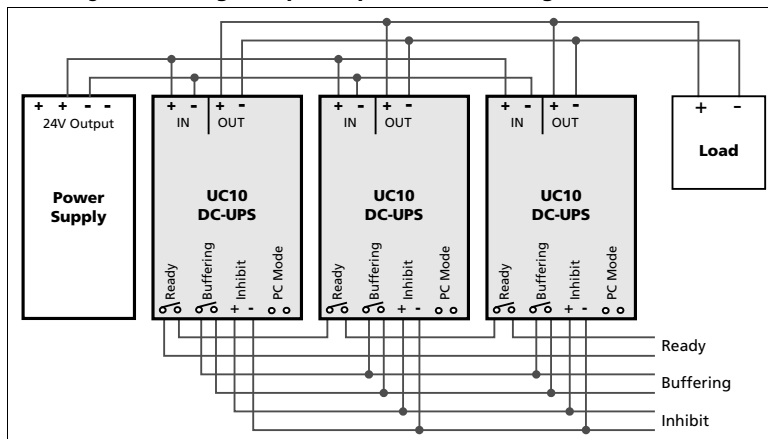 + + - -
24V Output
Power
Supply
+ - + -
IN OUT
UC10
DC-UPS
Ready
Buffering
+ Inhibit
-
PC Mode
+ - + -
IN OUT
UC10
DC-UPS
Ready
Buffering
+ Inhibit
-
PC Mode
+ - + -
IN OUT
UC10
DC-UPS
Ready
Buffering
+ Inhibit
-
PC Mode
+ -
Load
Ready
Buffering
Inhibit